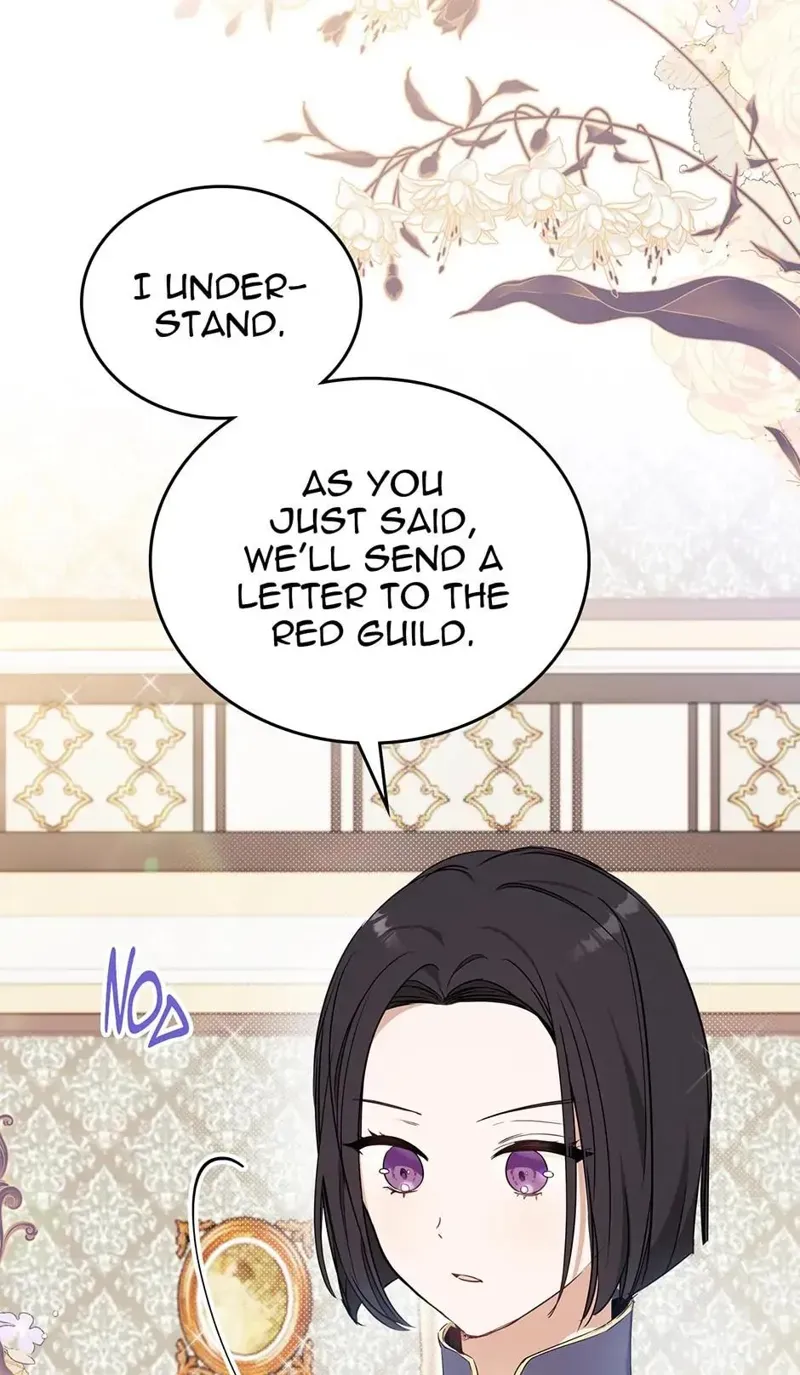 I UNDER-
STAND.
AS YOU
JUST SAID,
WE'LL SEND A
LETTER TO THE
RED GUILD.
NOD